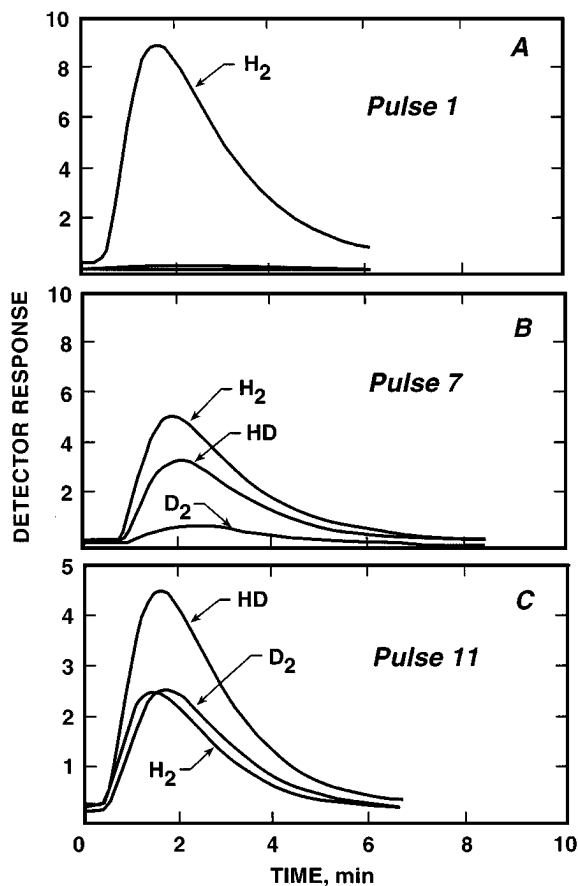 10
8
6
4
2
H2
A
Pulse 1
10
8
6
4
2
H2
HD
D2
B
Pulse 7
5
4
3
2
1
HD
D2
H2
C
Pulse 11
0 2 4 6 8 10
TIME, min
DETECTOR RESPONSE